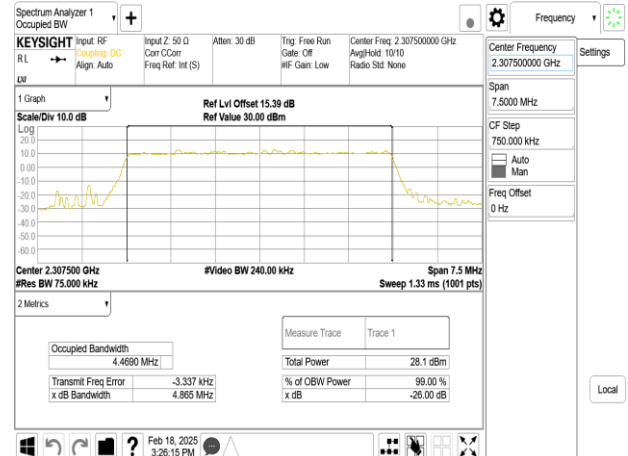 Spectrum Analyzer 1
Occupied BW
Frequency
KEYSIGHT
Input: RF
Coupling: DC
Align: Auto
Input Z: 50 Ω
Corr CCorr
Freq Ref: Int (S)
Atten: 30 dB
Trig: Free Run
Gate: Off
#IF Gain: Low
Center Freq: 2.307500000 GHz
Avg|Hold: 10/10
Radio Std: None
RL
LXI
Center Frequency
2.307500000 GHz
Settings
Span
7.5000 MHz
CF Step
750.000 kHz
Auto
Man
Freq Offset
0 Hz
1 Graph
Ref Lvl Offset 15.39 dB
Scale/Div 10.0 dB
Ref Value 30.00 dBm
Log
20.0
10.0
0.00
-10.0
-20.0
-30.0
-40.0
-50.0
-60.0
Center 2.307500 GHz
#Video BW 240.00 kHz
Span 7.5 MHz
#Res BW 75.000 kHz
Sweep 1.33 ms (1001 pts)
2 Metrics
Measure Trace
Trace 1
Occupied Bandwidth
4.4690 MHz
Total Power
28.1 dBm
Transmit Freq Error
-3.337 kHz
% of OBW Power
99.00 %
x dB Bandwidth
4.865 MHz
x dB
-26.00 dB
Local
?
Feb 18, 2025
3:26:15 PM